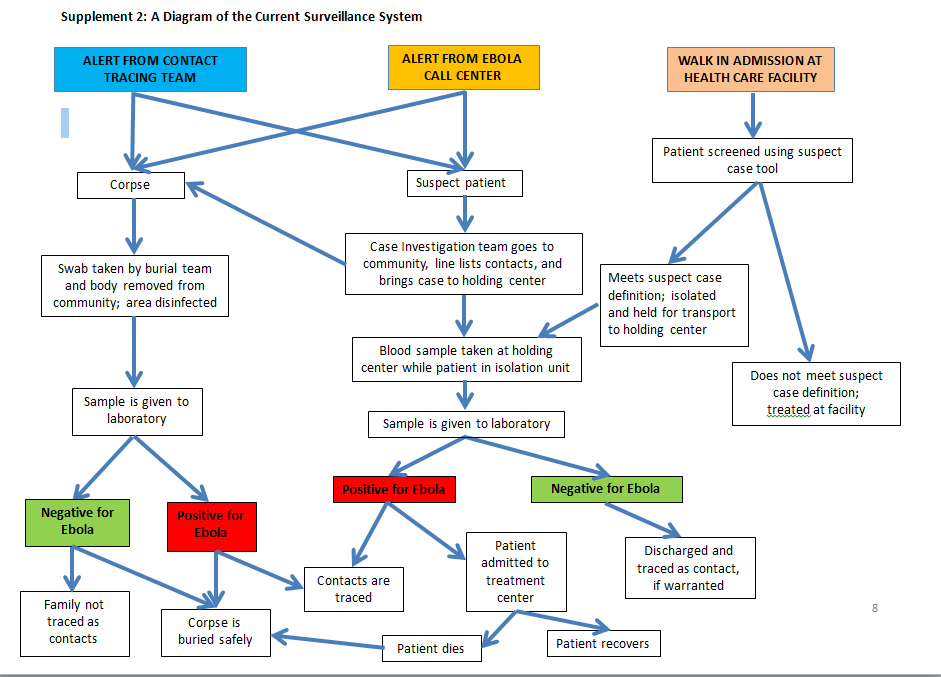 Supplement 2: A Diagram of the Current Surveillance System
ALERT FROM CONTACT
TRACING TEAM
ALERT FROM EBOLA
CALL CENTER
WALK IN ADMISSION AT
HEALTH CARE FACILITY
Patient screened using suspect
case tool
Corpse
Suspect patient
Case Investigation team goes to
community, line lists contacts, and
brings case to holding center
Swab taken by burial team
and body removed from
community; area disinfected
Meets suspect case
definition; isolated
and held for transport
to holding center
Blood sample taken at holding
center while patient in isolation unit
Does not meet suspect
case definition;
treated at facility
Sample is given to
laboratory
Sample is given to laboratory
Positive for Ebola
Negative for Ebola
Negative for
Ebola
Positive for
Ebola
Patient
admitted to
treatment
center
Discharged and
traced as contact,
if warranted
Contacts are
traced
Family not
traced as
contacts
Corpse is
buried safely
Patient dies
Patient recovers
8